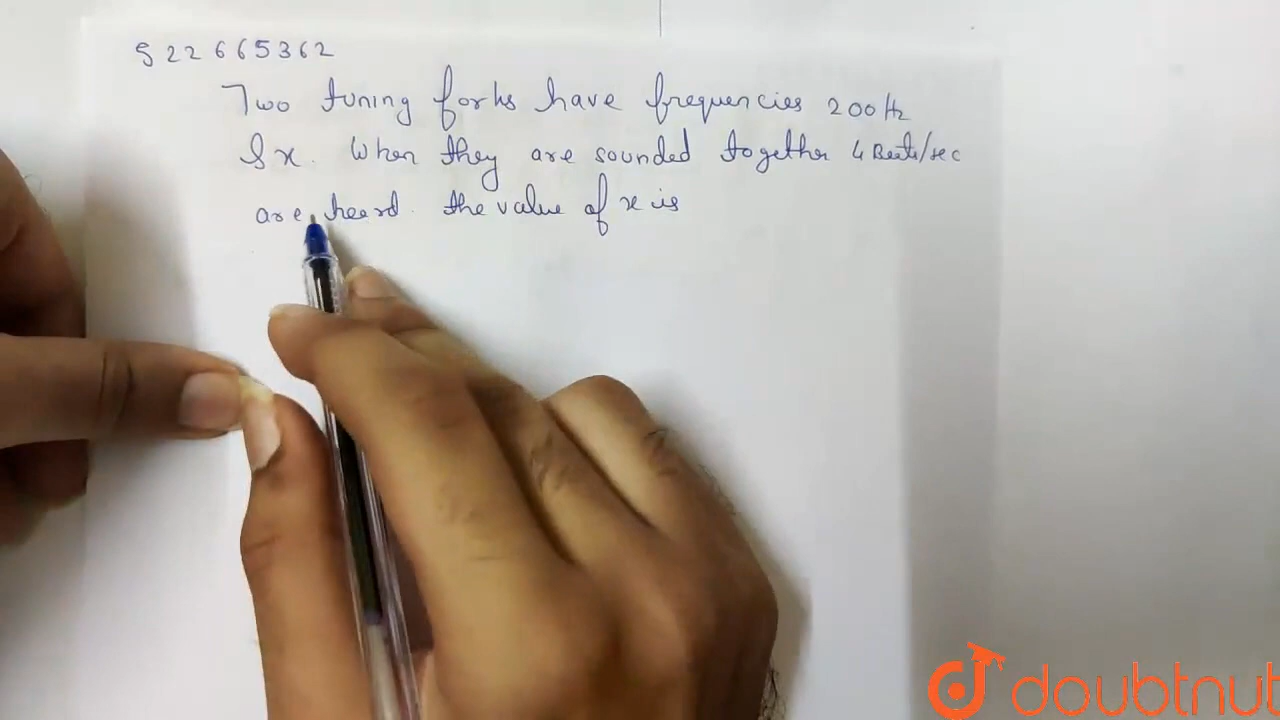 522665362
Two tuning forks have frequencies 200Hz
& x. When they are sounded together 4 Beats/sec
are heard. the value of x is
doubtnut